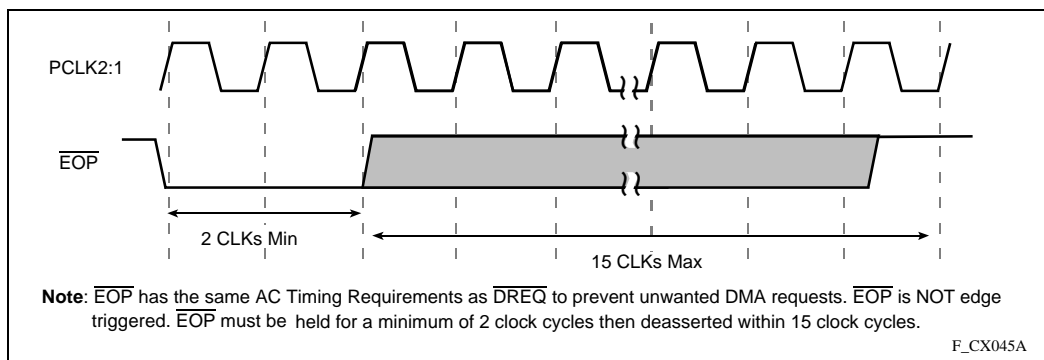 PCLK2:1
EOP
2 CLKs Min
15 CLKs Max
Note: EOP has the same AC Timing Requirements as DREQ to prevent unwanted DMA requests. EOP is NOT edge
triggered. EOP must be held for a minimum of 2 clock cycles then deasserted within 15 clock cycles.
F_CX045A